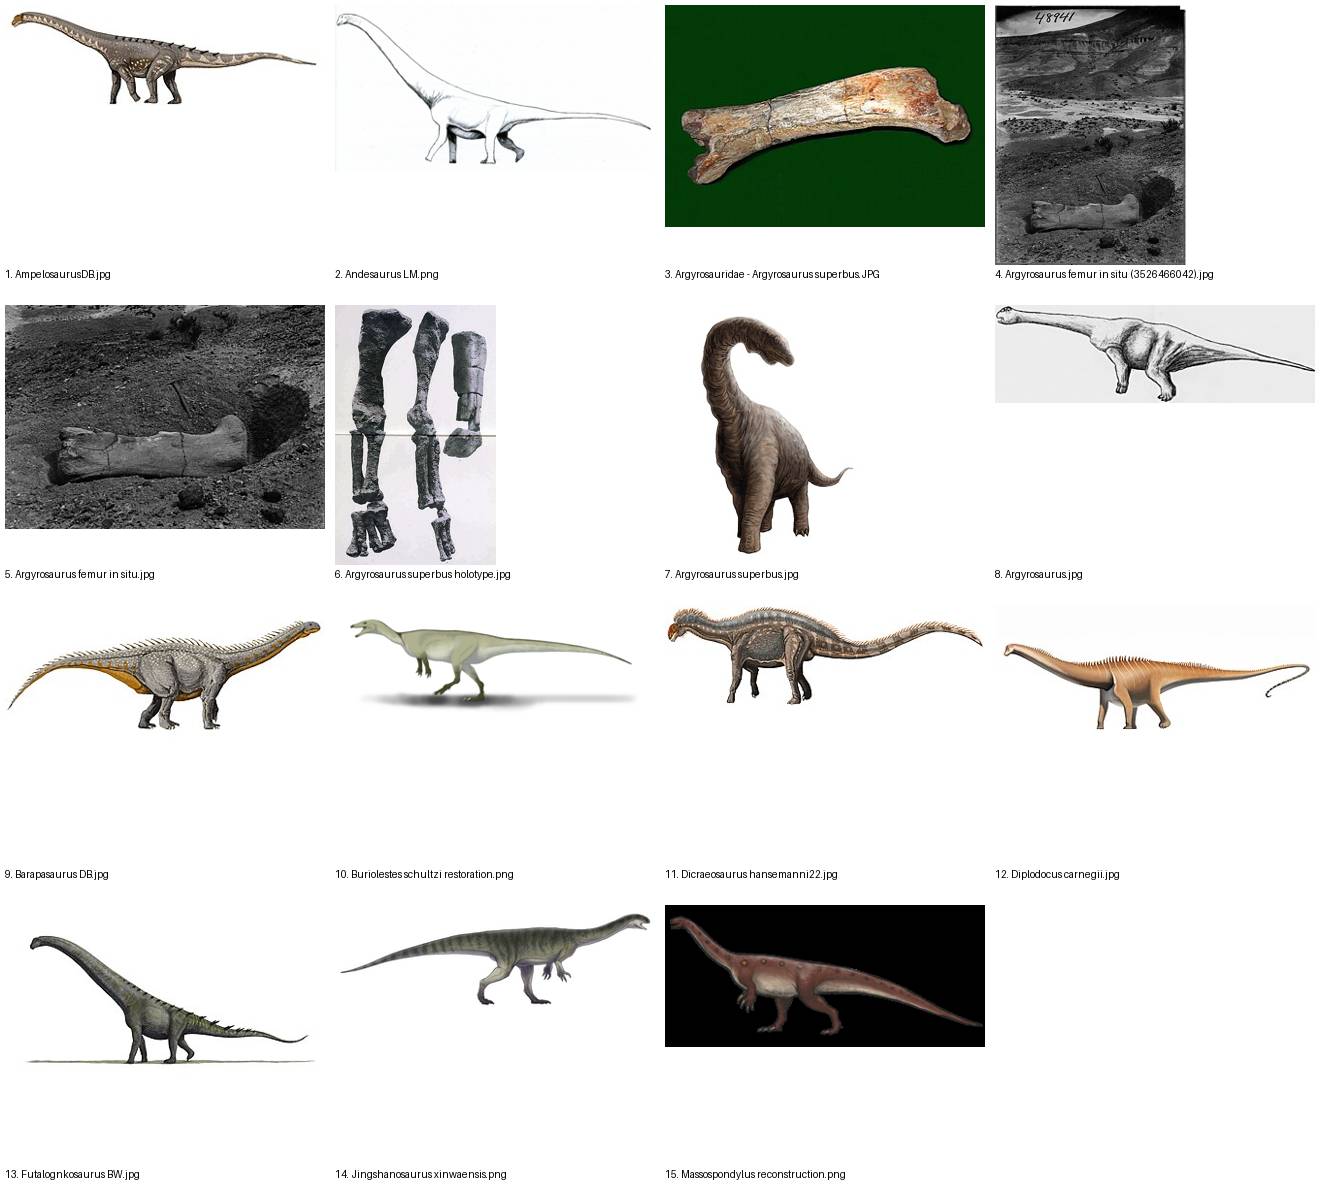 48941
1. AmpelosaurusDB.jpg
2. Andesaurus LM.png
3. Argyrosauridae - Argyrosaurus superbus.JPG
4. Argyrosaurus femur in situ (3526466042).jpg
5. Argyrosaurus femur in situ.jpg
6. Argyrosaurus superbus holotype.jpg
7. Argyrosaurus superbus.jpg
8. Argyrosaurus.jpg
9. Barapasaurus DB.jpg
10. Buriolestes schultzi restoration.png
11. Dicraeosaurus hansemanni22.jpg
12. Diplodocus carnegii.jpg
13. Futalognkosaurus BW.jpg
14. Jingshanosaurus xinwaensis.png
15. Massospondylus reconstruction.png